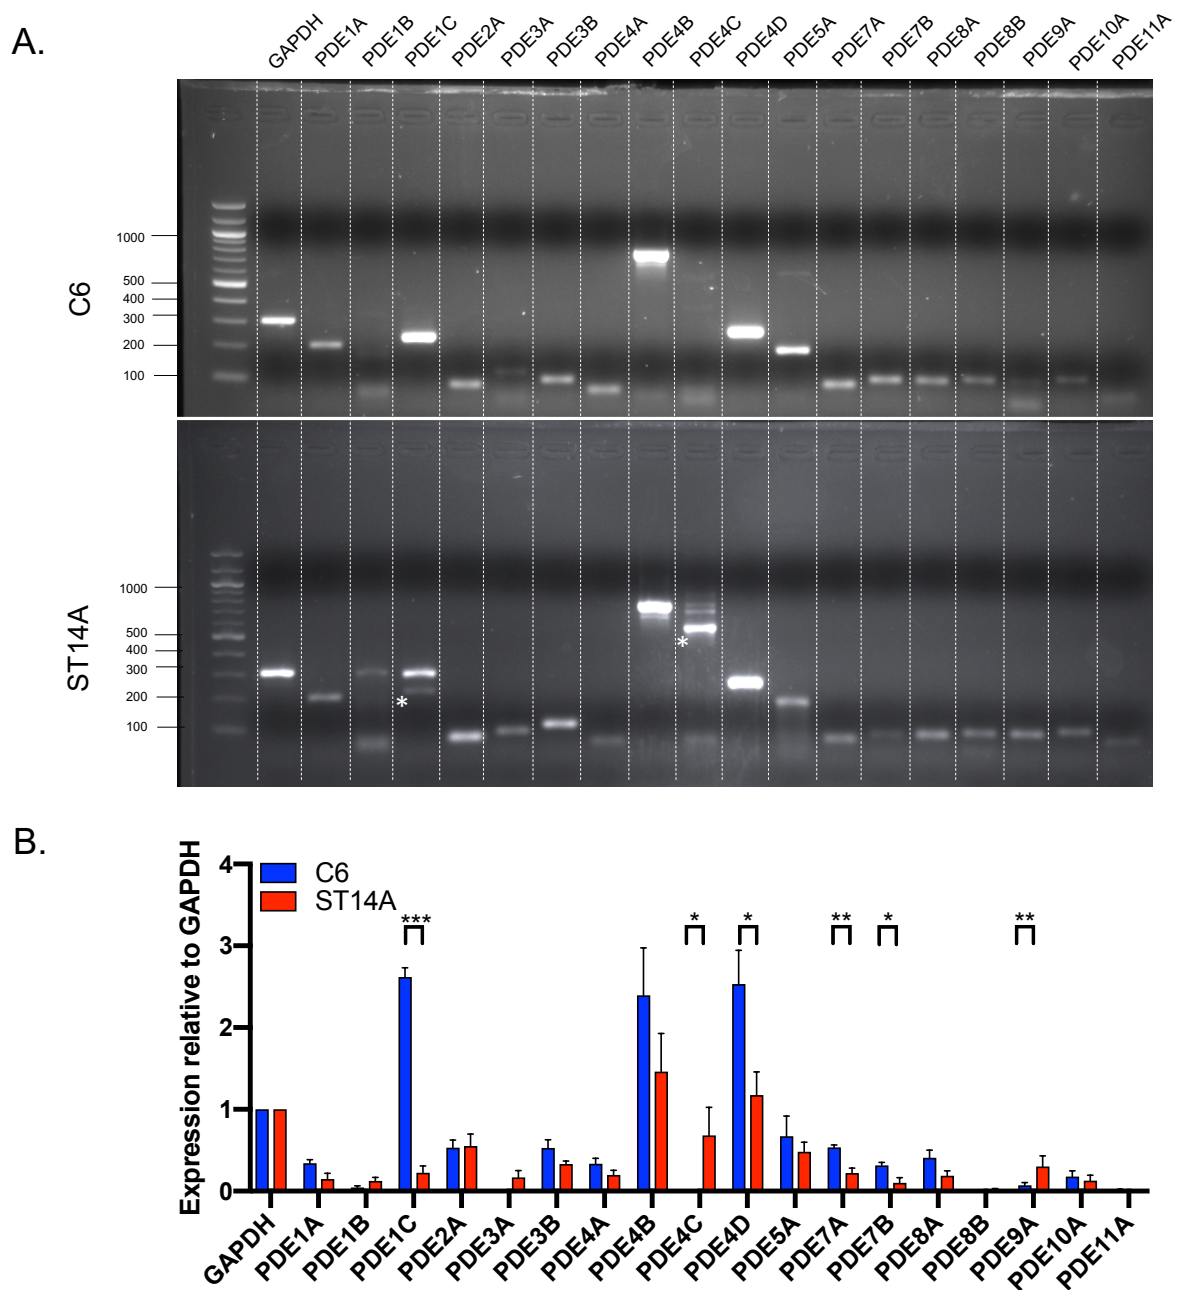 A.
GAPDH PDE1A PDE1B PDE1C PDE2A PDE3A PDE3B PDE4A PDE4B PDE4C PDE4D PDE5A PDE7A PDE7B PDE8A PDE8B PDE9A PDE10A PDE11A
C6
1000
500
400
300
200
100
ST14A
1000
500
400
300
200
100
*
*
B.
Expression relative to GAPDH
4
3
2
1
0
C6
ST14A
*** * * ** * **
GAPDH PDE1A PDE1B PDE1C PDE2A PDE3A PDE3B PDE4A PDE4B PDE4C PDE4D PDE5A PDE7A PDE7B PDE8A PDE8B PDE9A PDE10A PDE11A